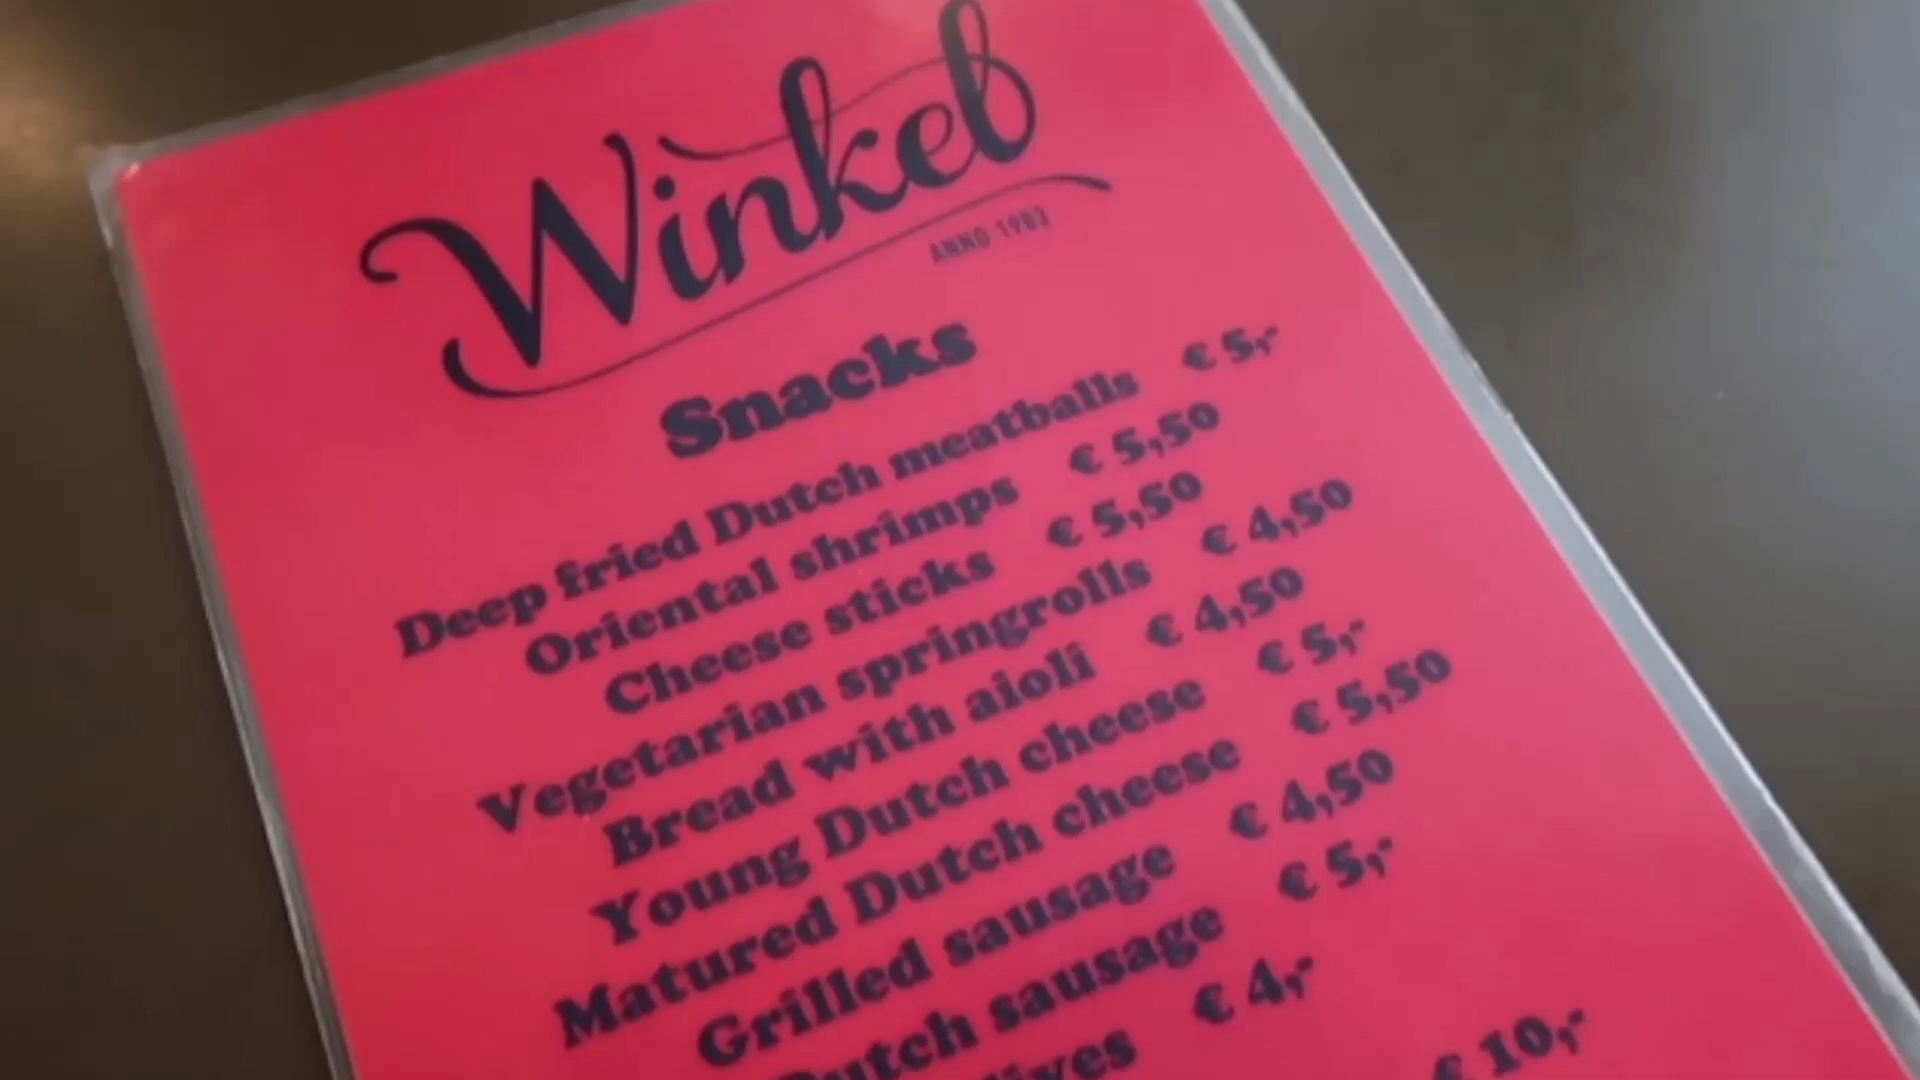 Winkel
ANNO 1983
Snacks
Deep fried Dutch meatballs € 5,-
Oriental shrimps € 5,50
Cheese sticks € 5,50
Vegetarian springrolls € 4,50
Bread with aioli € 4,50
Young Dutch cheese € 5,-
Matured Dutch cheese € 5,50
Grilled sausage € 4,50
Dutch sausage € 5,-
€ 4,-
€ 10,-